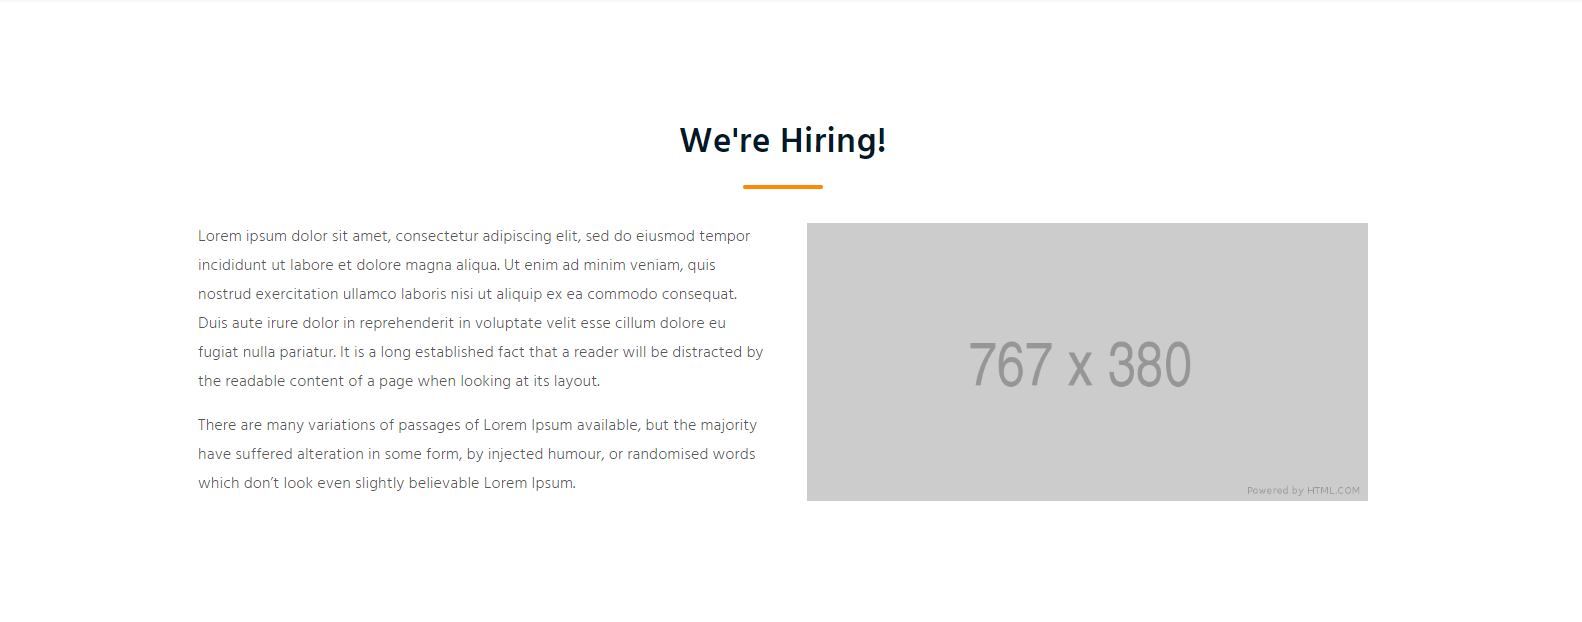 We're Hiring!
Lorem ipsum dolor sit amet, consectetur adipiscing elit, sed do eiusmod tempor
incididunt ut labore et dolore magna aliqua. Ut enim ad minim veniam, quis
nostrud exercitation ullamco laboris nisi ut aliquip ex ea commodo consequat.
Duis aute irure dolor in reprehenderit in voluptate velit esse cillum dolore eu
fugiat nulla pariatur. It is a long established fact that a reader will be distracted by
the readable content of a page when looking at its layout.
There are many variations of passages of Lorem Ipsum available, but the majority
have suffered alteration in some form, by injected humour, or randomised words
which don’t look even slightly believable Lorem Ipsum.
767 x 380
Powered by HTML.COM